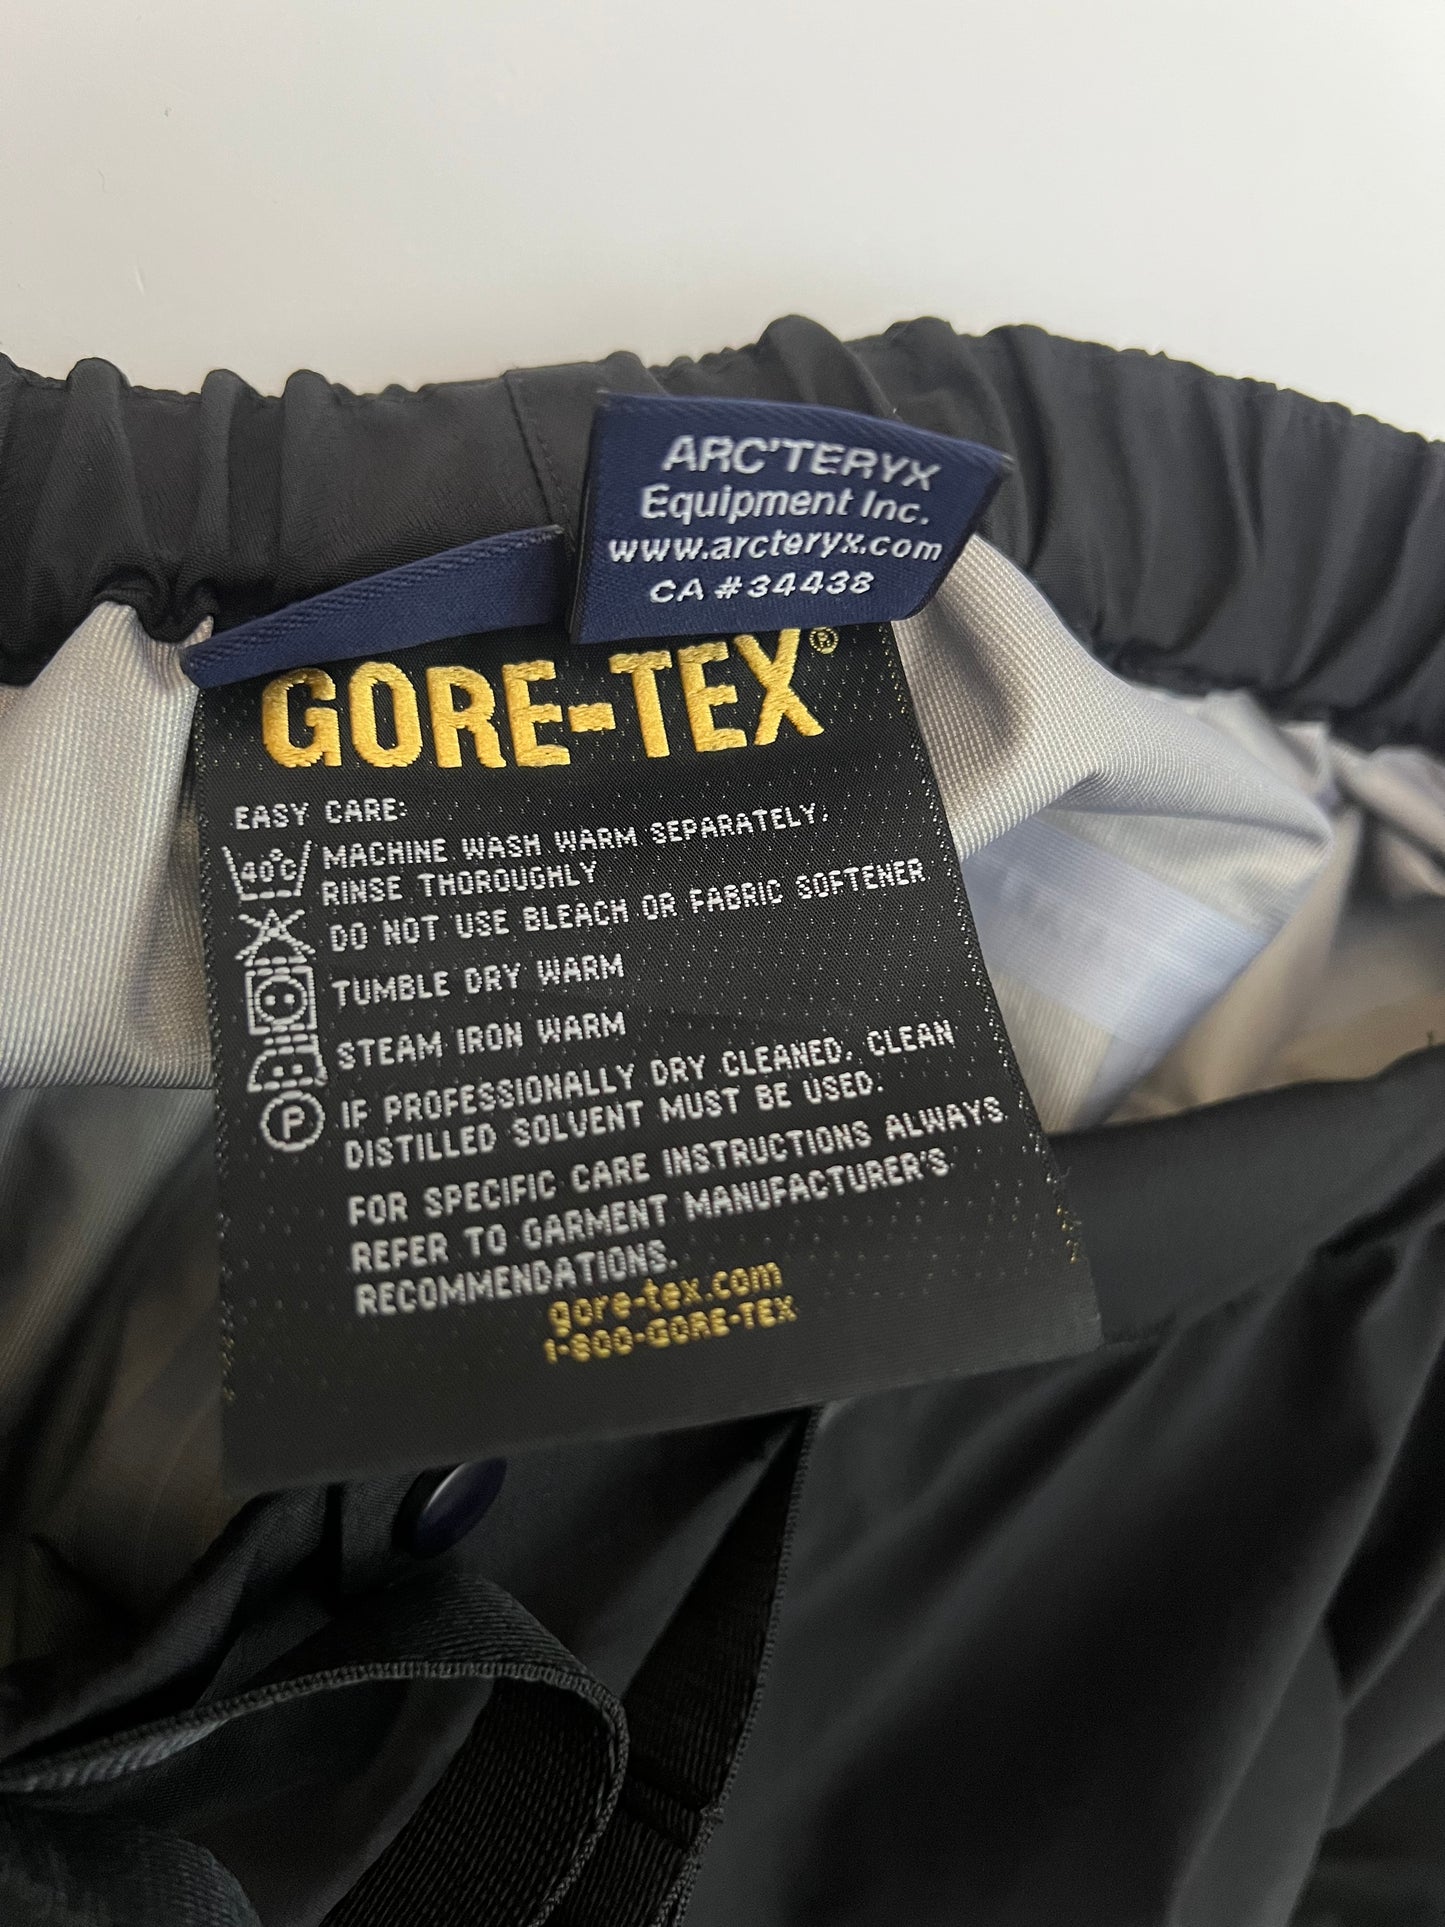 ARC'TERYX
Equipment Inc.
www.arcteryx.com
CA #34438
GORE-TEX®
EASY CARE:
40°C MACHINE WASH WARM SEPARATELY,
RINSE THOROUGHLY
DO NOT USE BLEACH OR FABRIC SOFTENER
TUMBLE DRY WARM
STEAM IRON WARM
P IF PROFESSIONALLY DRY CLEANED, CLEAN
DISTILLED SOLVENT MUST BE USED.
FOR SPECIFIC CARE INSTRUCTIONS ALWAYS
REFER TO GARMENT MANUFACTURER'S
RECOMMENDATIONS.
gore-tex.com
1-800-GORE-TEX